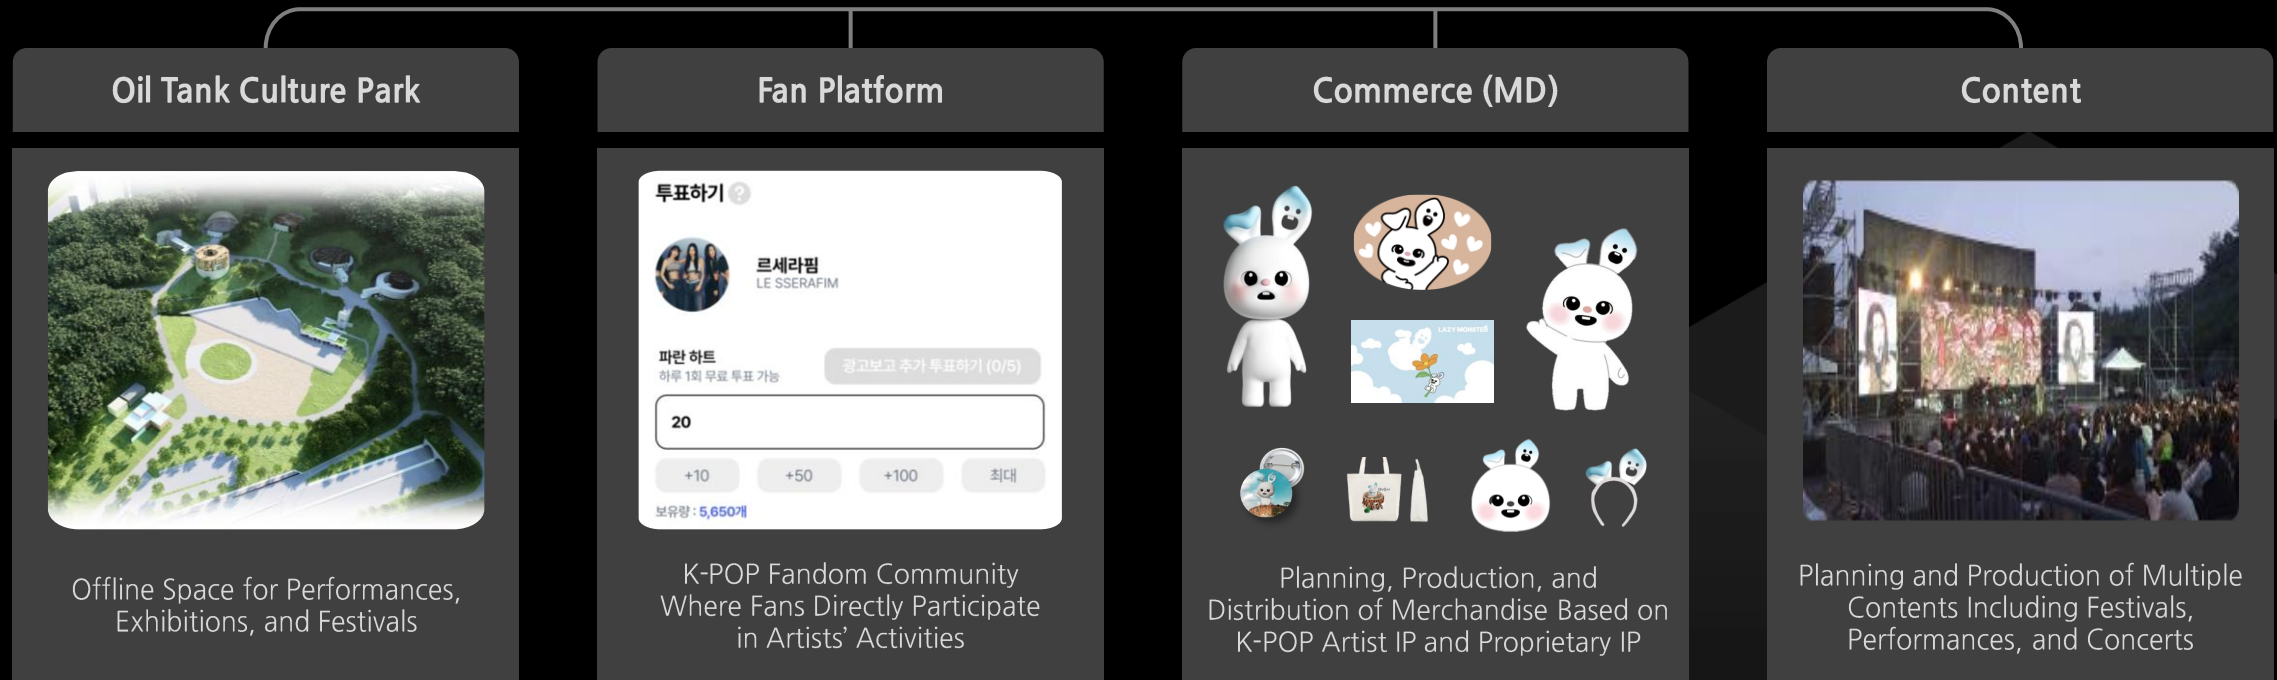 Oil Tank Culture Park
Offline Space for Performances,
Exhibitions, and Festivals
Fan Platform
투표하기 ?
르세라핌
LE SSERAFIM
파란 하트
하루 1회 무료 투표 가능
광고보고 추가 투표하기 (0/5)
20
+10
+50
+100
최대
보유량 : 5,650개
K-POP Fandom Community
Where Fans Directly Participate
in Artists’ Activities
Commerce (MD)
LAZY MONSTER
Planning, Production, and
Distribution of Merchandise Based on
K-POP Artist IP and Proprietary IP
Content
Planning and Production of Multiple
Contents Including Festivals,
Performances, and Concerts